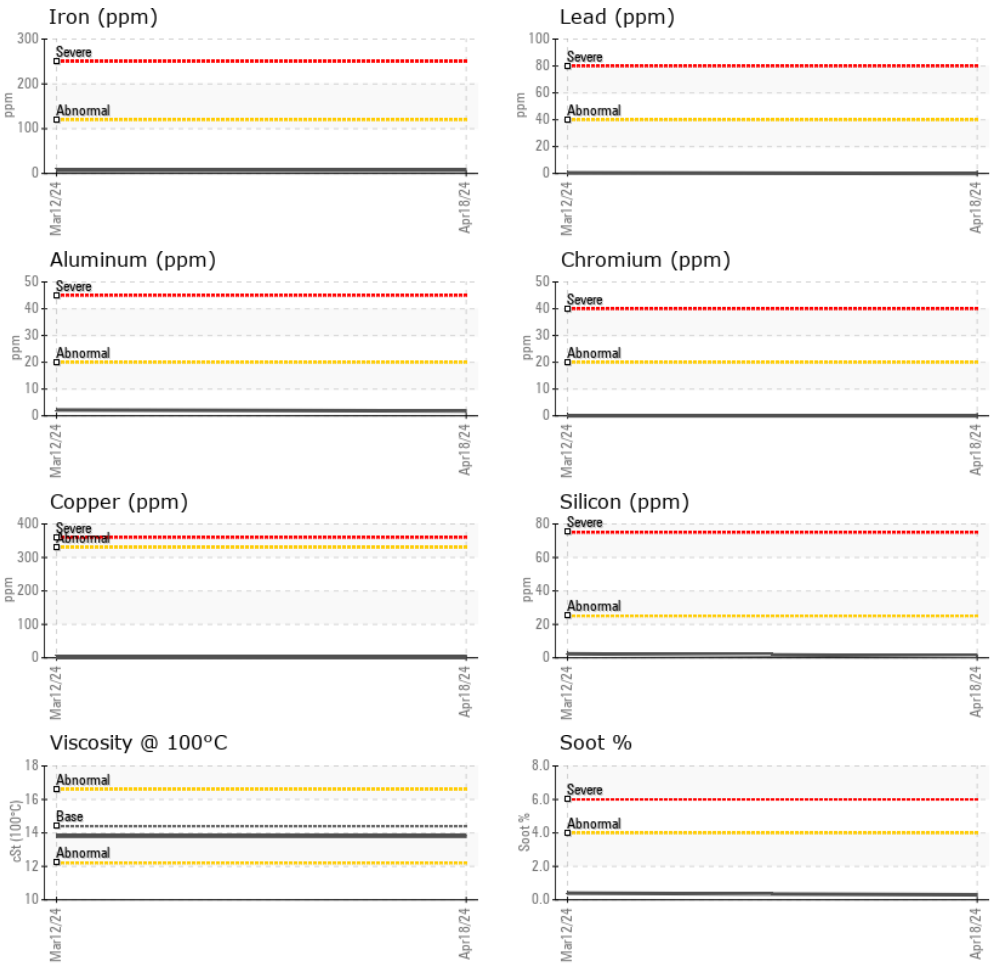 Iron (ppm)
300
200
100
0
ppm
Severe
Abnormal
Mar12/24
Apr18/24
Lead (ppm)
100
80
60
40
20
0
ppm
Severe
Abnormal
Mar12/24
Apr18/24
Aluminum (ppm)
50
40
30
20
10
0
ppm
Severe
Abnormal
Mar12/24
Apr18/24
Chromium (ppm)
50
40
30
20
10
0
ppm
Severe
Abnormal
Mar12/24
Apr18/24
Copper (ppm)
400
300
200
100
0
ppm
Severe
Abnormal
Mar12/24
Apr18/24
Silicon (ppm)
80
60
40
20
0
ppm
Severe
Abnormal
Mar12/24
Apr18/24
Viscosity @ 100°C
18
16
14
12
10
cSt (100°C)
Abnormal
Base
Abnormal
Mar12/24
Apr18/24
Soot %
8.0
6.0
4.0
2.0
0.0
Soot %
Severe
Abnormal
Mar12/24
Apr18/24